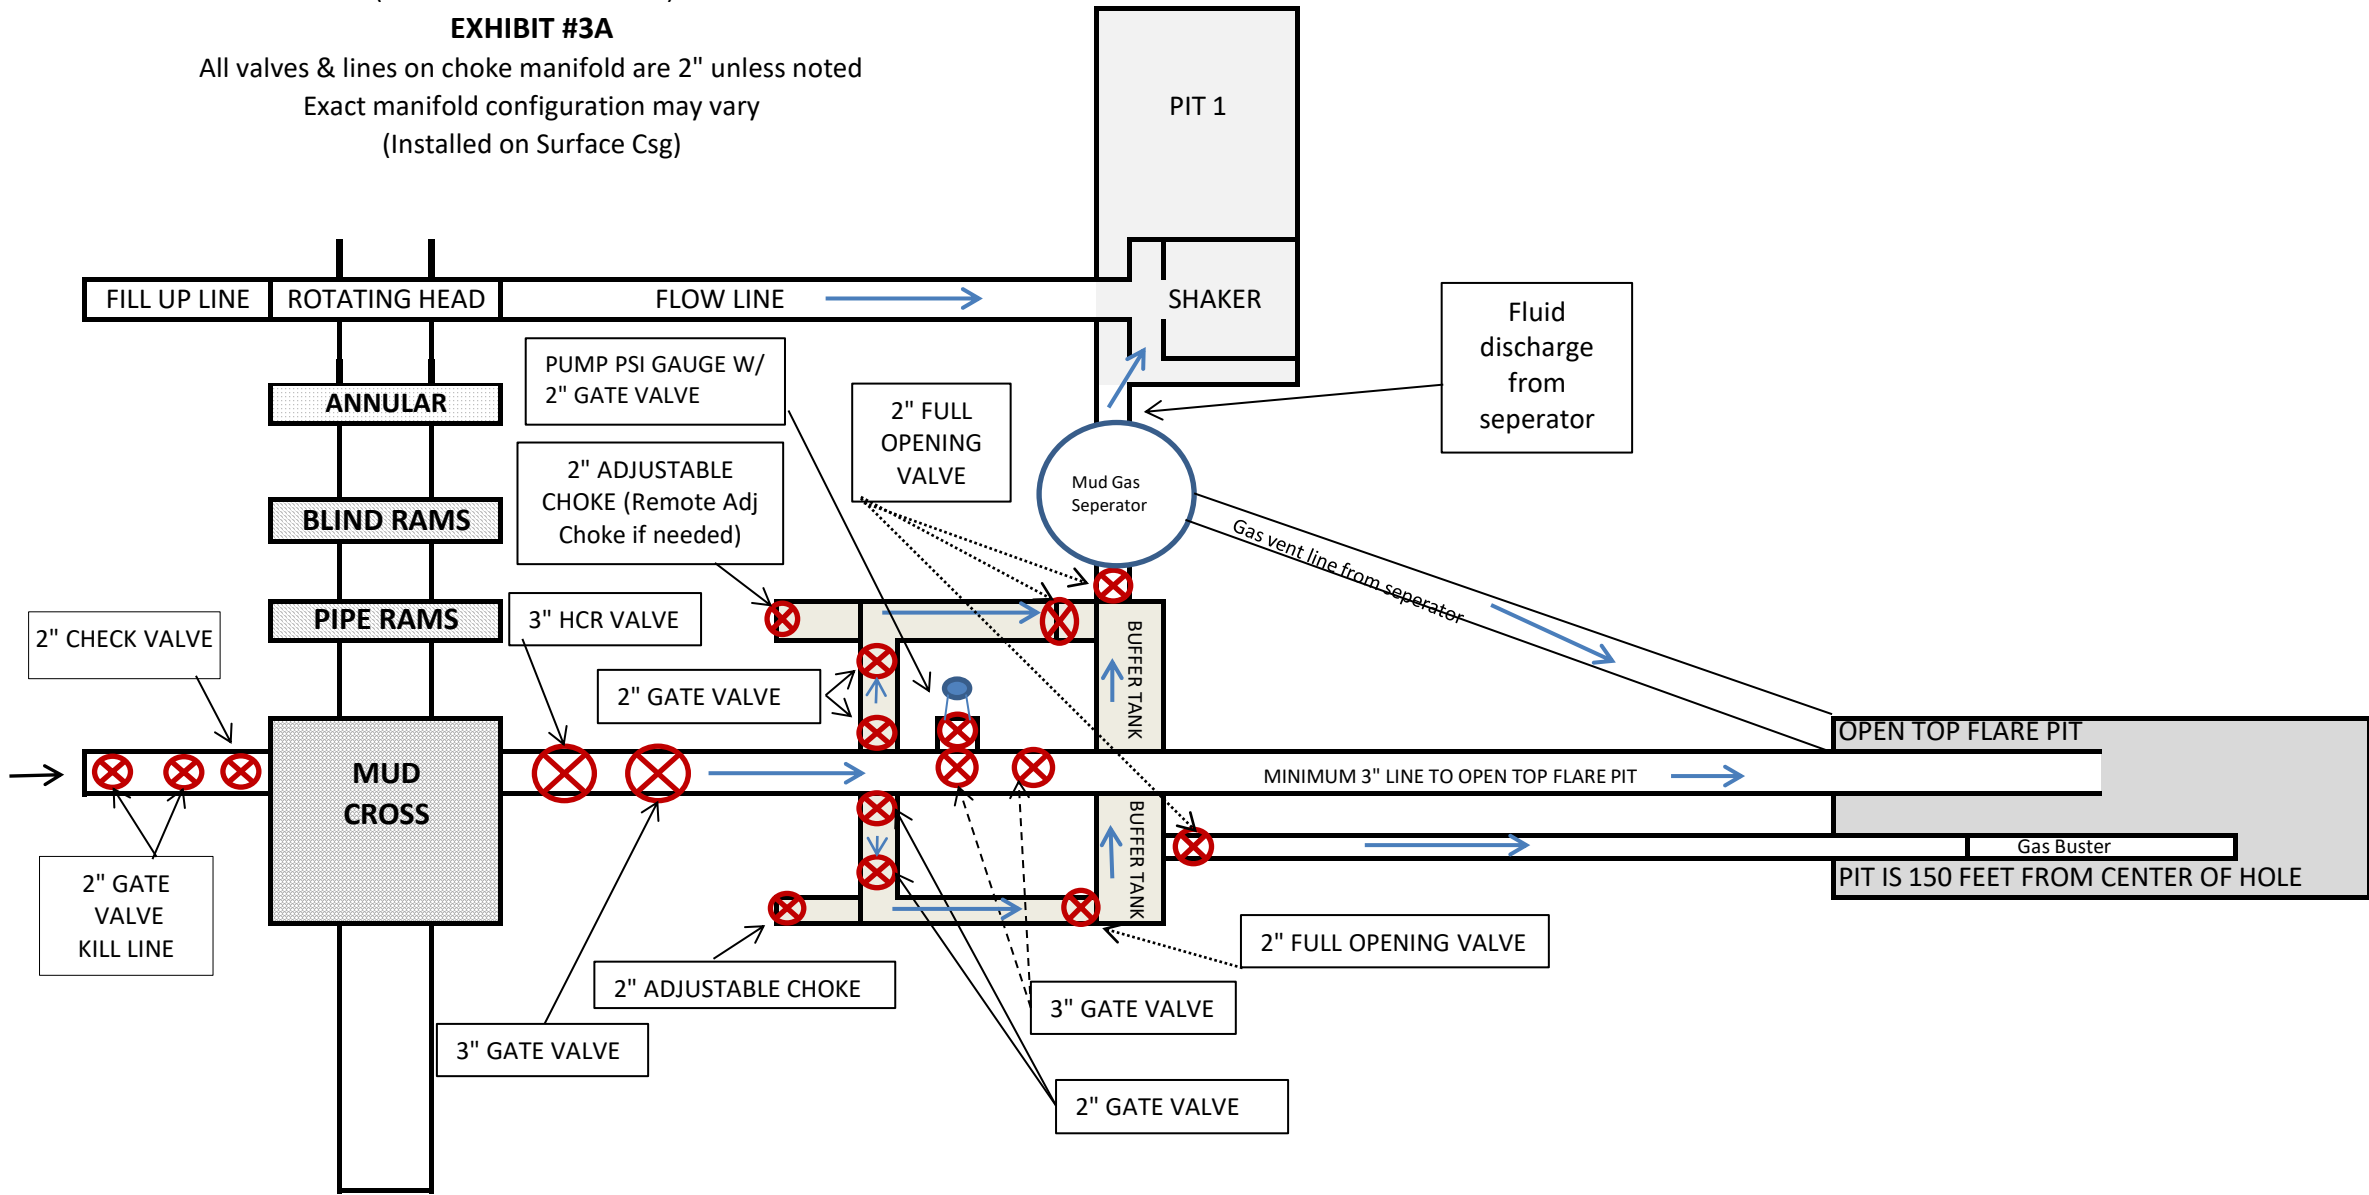 EXHIBIT #3A
All valves & lines on choke manifold are 2" unless noted
Exact manifold configuration may vary
(Installed on Surface Csg)
PIT 1
FILL UP LINE
ROTATING HEAD
FLOW LINE
SHAKER
Fluid
discharge
from
seperator
PUMP PSI GAUGE W/
2" GATE VALVE
ANNULAR
2" FULL
OPENING
VALVE
2" ADJUSTABLE
CHOKE (Remote Adj
Choke if needed)
Mud Gas
Seperator
BLIND RAMS
Gas vent line from seperator
PIPE RAMS
3" HCR VALVE
2" CHECK VALVE
BUFFER TANK
2" GATE VALVE
OPEN TOP FLARE PIT
MUD
CROSS
MINIMUM 3" LINE TO OPEN TOP FLARE PIT
BUFFER TANK
Gas Buster
PIT IS 150 FEET FROM CENTER OF HOLE
2" GATE
VALVE
KILL LINE
2" FULL OPENING VALVE
2" ADJUSTABLE CHOKE
3" GATE VALVE
3" GATE VALVE
2" GATE VALVE